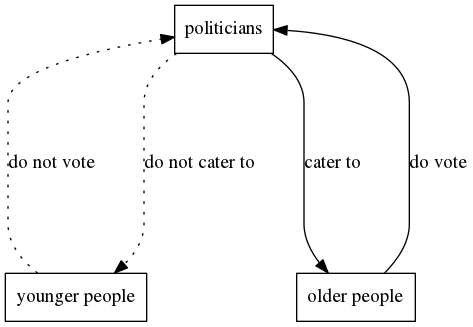 politicians
do not vote
do not cater to
cater to
do vote
younger people
older people